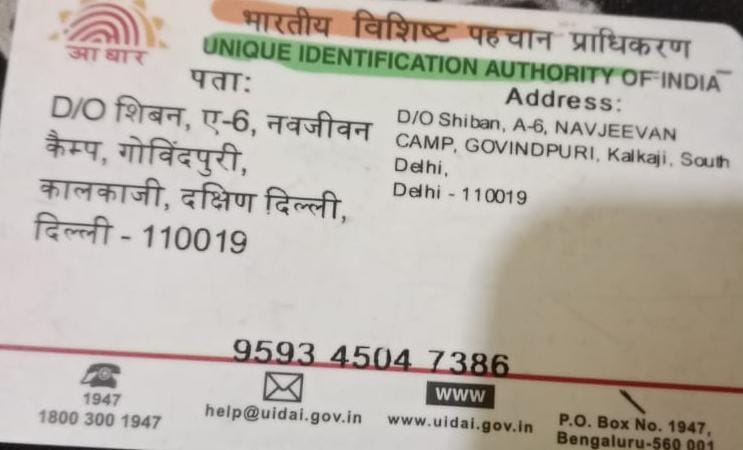 आधार
भारतीय विशिष्ट पहचान प्राधिकरण
UNIQUE IDENTIFICATION AUTHORITY OF INDIA
पता:
D/O शिबन, ए-6, नवजीवन
कैम्प, गोविंदपुरी,
कालकाजी, दक्षिण दिल्ली,
दिल्ली - 110019
Address:
D/O Shiban, A-6, NAVJEEVAN
CAMP, GOVINDPURI, Kalkaji, South
Delhi,
Delhi - 110019
9593 4504 7386
1947
1800 300 1947
help@uidai.gov.in
WWW
www.uidai.gov.in
P.O. Box No. 1947,
Bengaluru-560 001